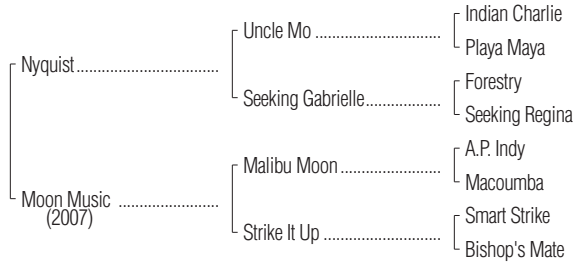 Indian Charlie
Uncle Mo ................................
Playa Maya
Nyquist ....................................
Forestry
Seeking Gabrielle...................
Seeking Regina
A.P. Indy
Malibu Moon .........................
Macoumba
Moon Music .........................
(2007)
Smart Strike
Strike It Up .............................
Bishop's Mate